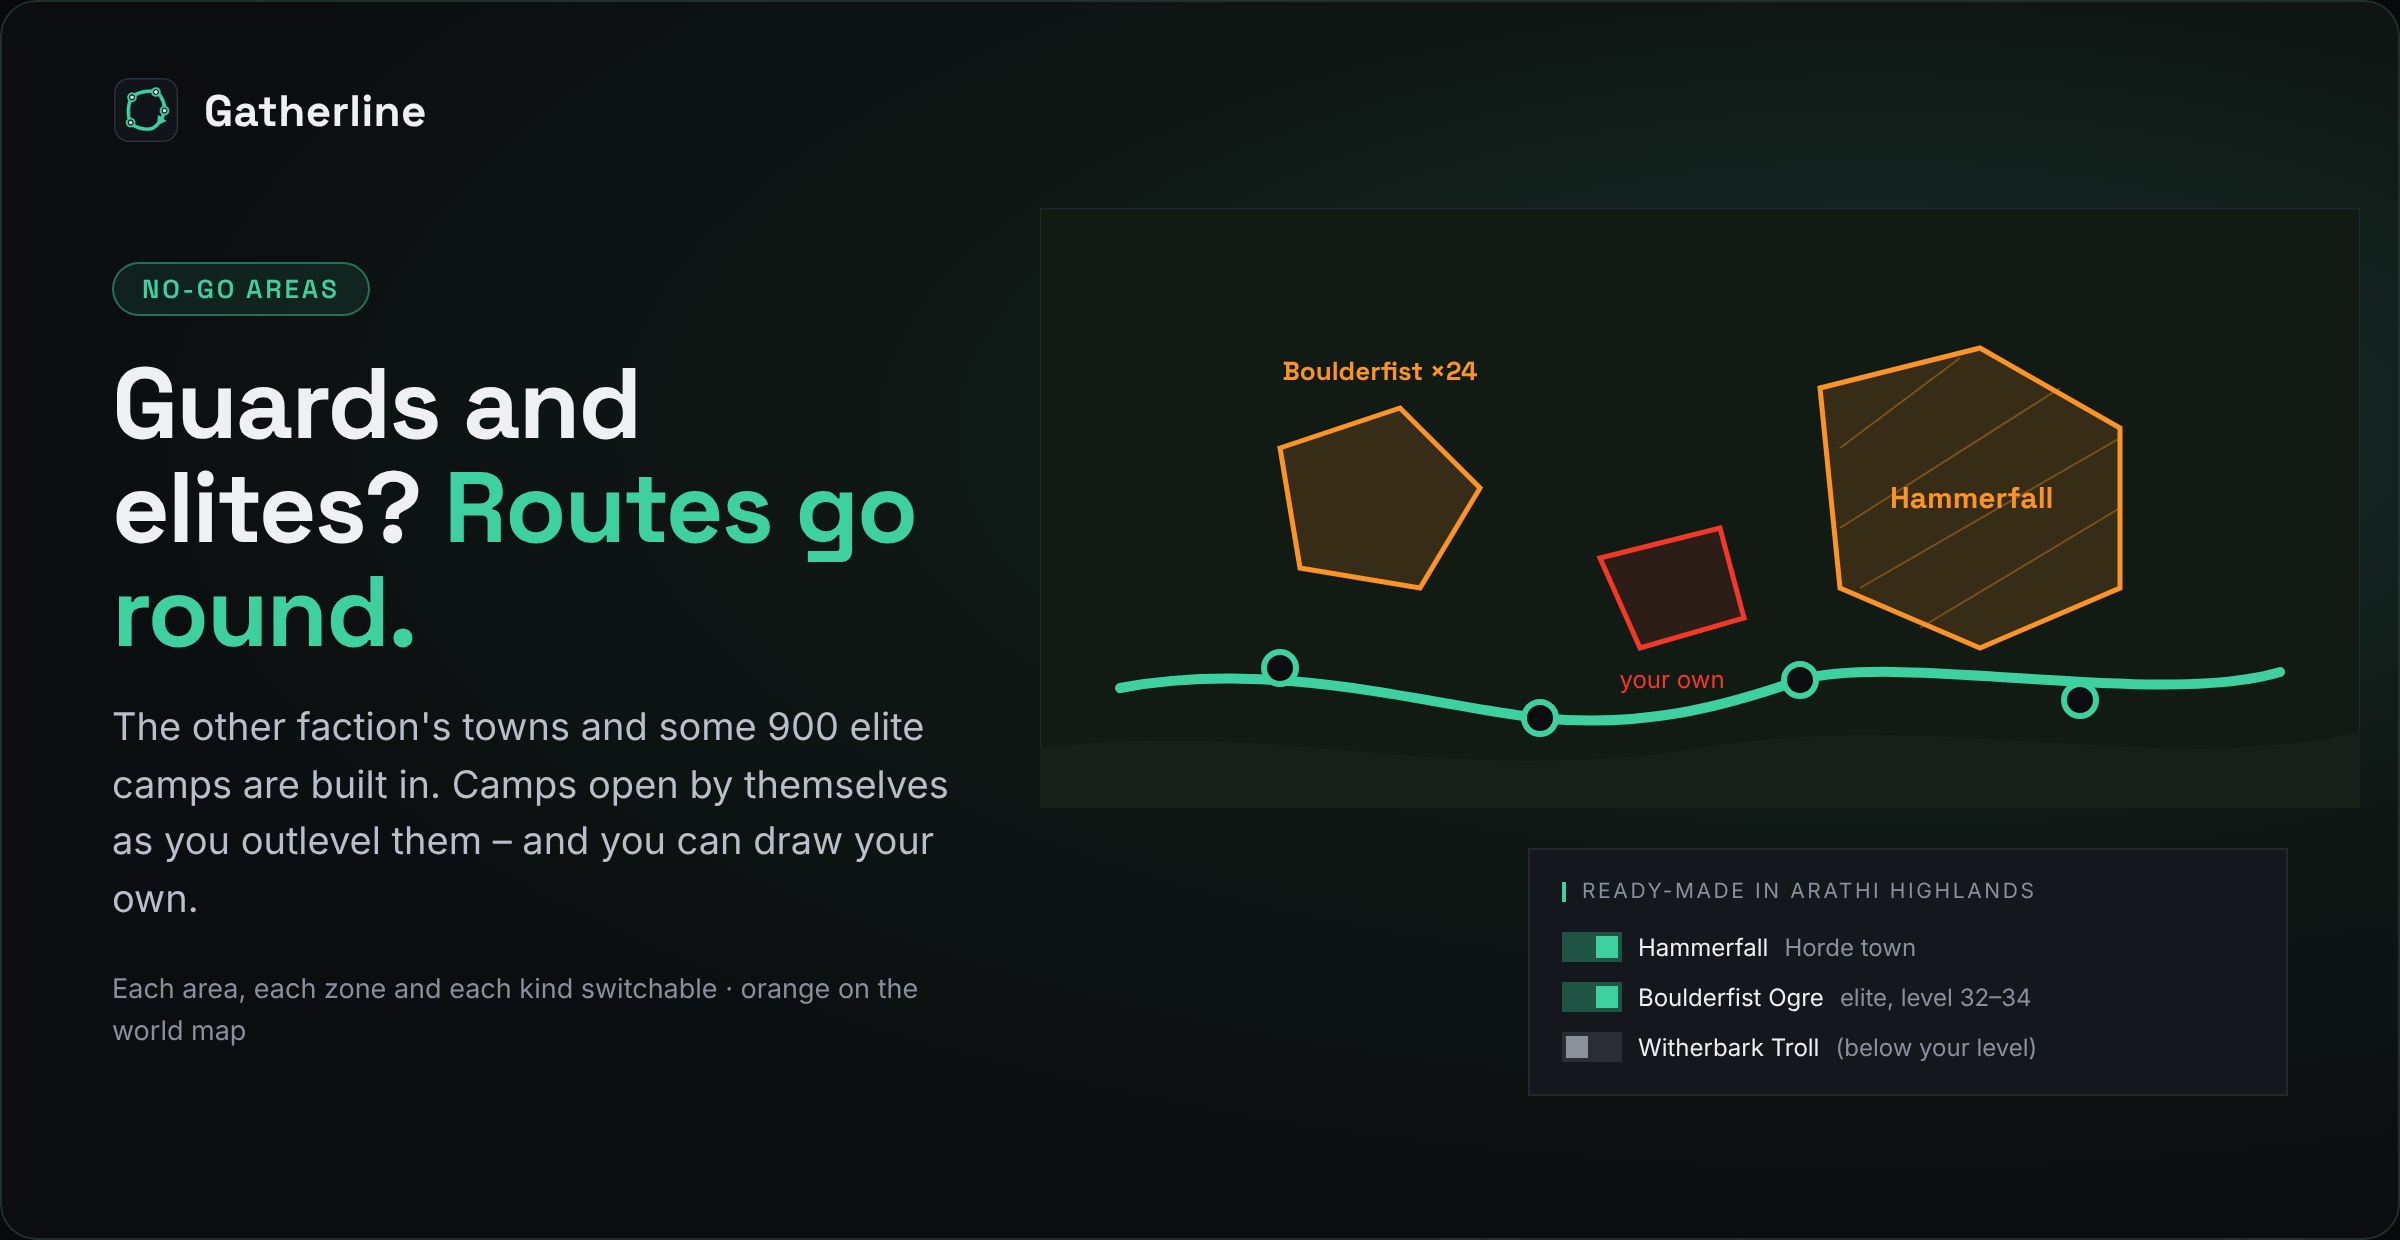 Gatherline
NO-GO AREAS
Guards and
elites? Routes go
round.
The other faction's towns and some 900 elite
camps are built in. Camps open by themselves
as you outlevel them – and you can draw your
own.
Each area, each zone and each kind switchable · orange on the
world map
Boulderfist ×24
Hammerfall
your own
READY-MADE IN ARATHI HIGHLANDS
Hammerfall Horde town
Boulderfist Ogre elite, level 32–34
Witherbark Troll (below your level)